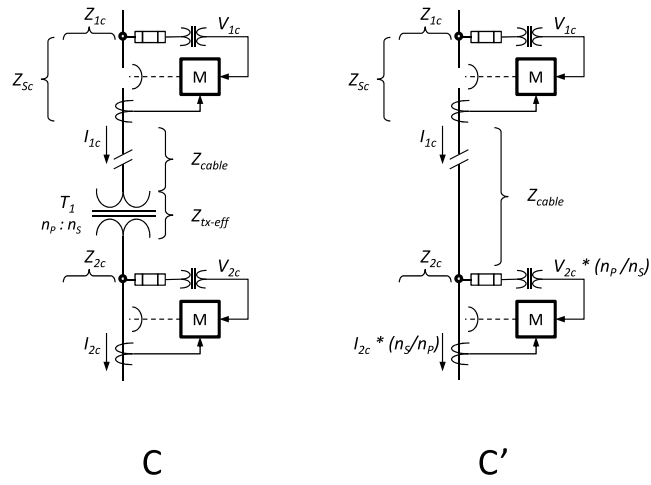 Z1c
V1c
ZSc
M
I1c
Zcable
T1
nP : nS
Ztx-eff
Z2c
V2c
M
I2c
C
Z1c
V1c
ZSc
M
I1c
Zcable
Z2c
V2c * (nP/nS)
M
I2c * (nS/nP)
C’